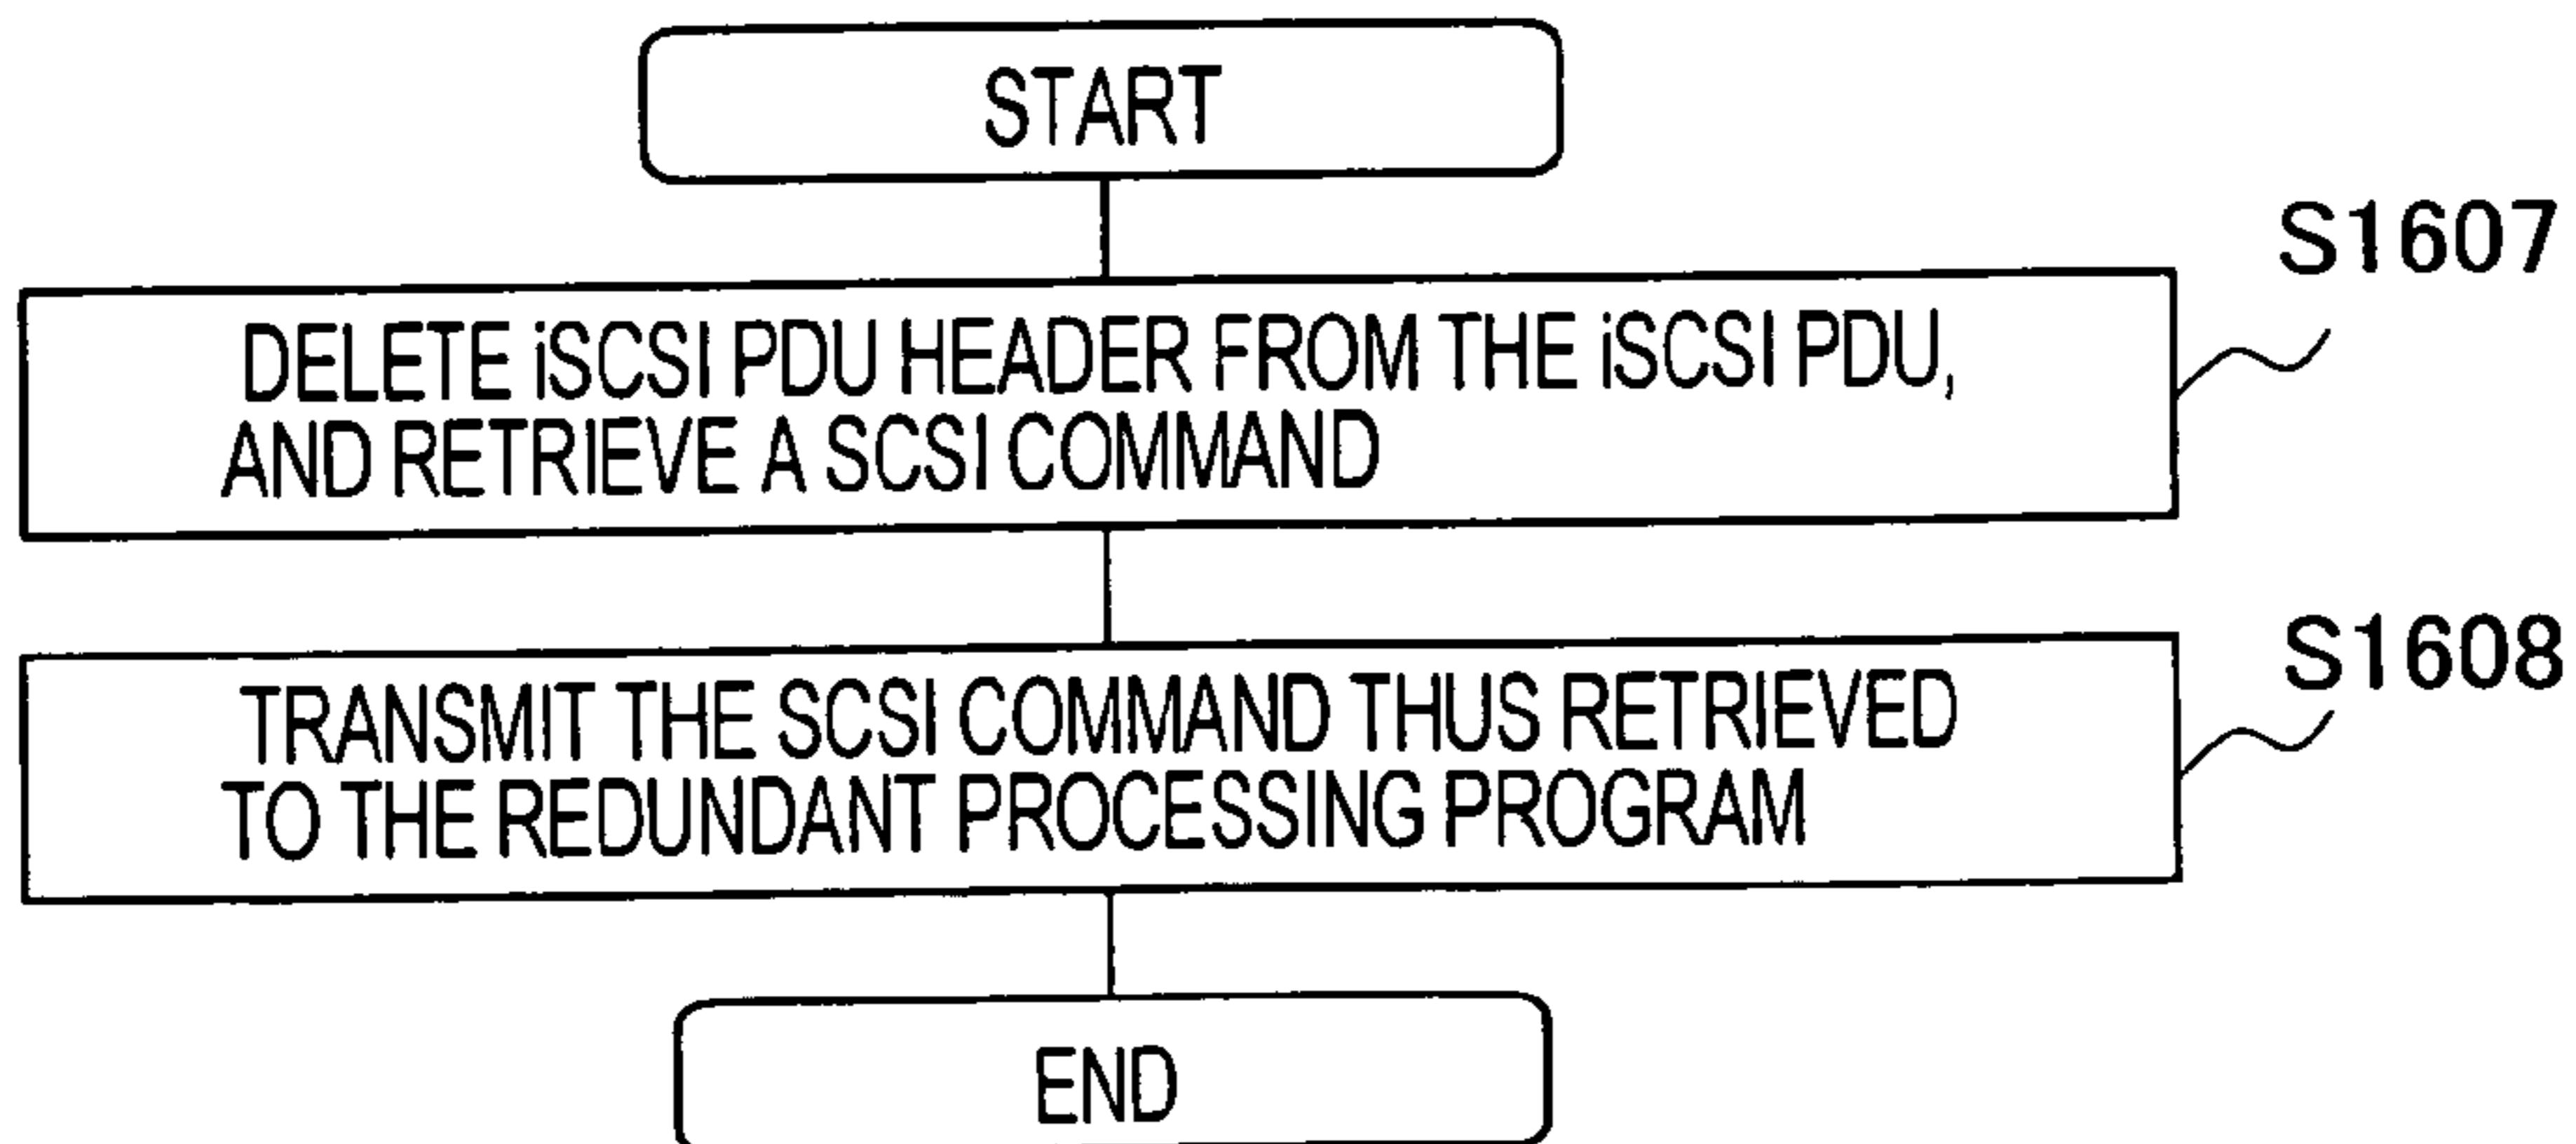 START
S1607
DELETE iSCSI PDU HEADER FROM THE iSCSI PDU,
AND RETRIEVE A SCSI COMMAND
S1608
TRANSMIT THE SCSI COMMAND THUS RETRIEVED
TO THE REDUNDANT PROCESSING PROGRAM
END